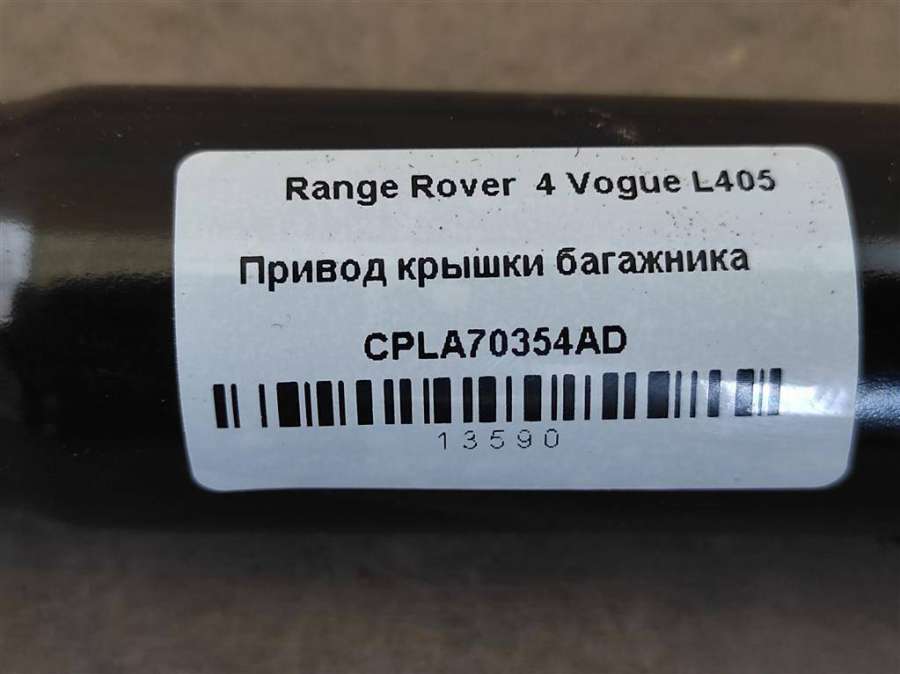 Range Rover 4 Vogue L405
Привод крышки багажника
CPLA70354AD
13590